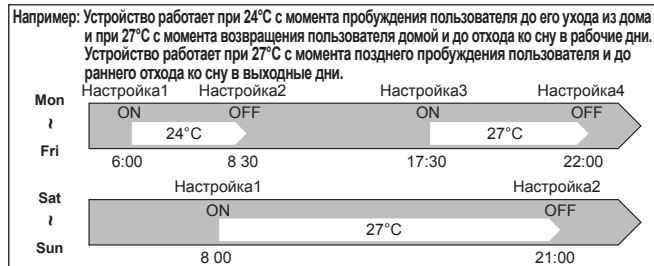 Например: Устройство работает при 24°C с момента пробуждения пользователя до его ухода из дома
и при 27°C с момента возвращения пользователя домой и до отхода ко сну в рабочие дни.
Устройство работает при 27°C с момента позднего пробуждения пользователя и до
раннего отхода ко сну в выходные дни.
Настройка1 Настройка2 Настройка3 Настройка4
Mon
ON OFF ON OFF
≀ 24°C 27°C
Fri
6:00 8 30 17:30 22:00
Настройка1 Настройка2
Sat
ON OFF
≀ 27°C
Sun
8 00 21:00